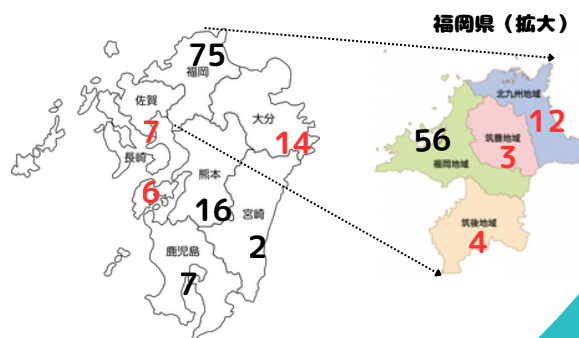 福岡県（拡大）
75
福岡
佐賀
7
大分
14
長崎
6
熊本
16
宮崎
2
鹿児島
7
北九州地域
12
56
筑豊地域
3
福岡地域
筑後地域
4